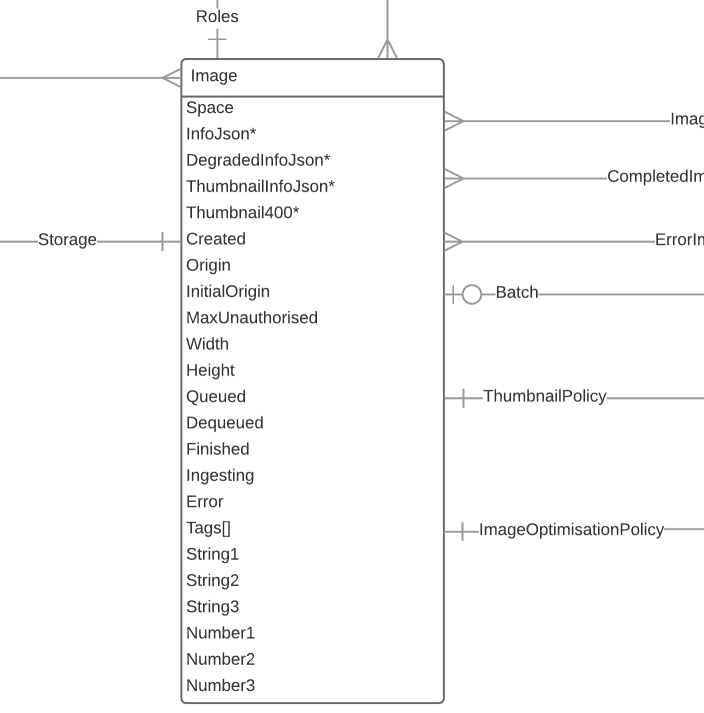 Roles
Image
Space
InfoJson*
DegradedInfoJson*
ThumbnailInfoJson*
Thumbnail400*
Created
Origin
InitialOrigin
MaxUnauthorised
Width
Height
Queued
Dequeued
Finished
Ingesting
Error
Tags[]
String1
String2
String3
Number1
Number2
Number3
Storage
Imag
CompletedIm
ErrorIn
Batch
ThumbnailPolicy
ImageOptimisationPolicy